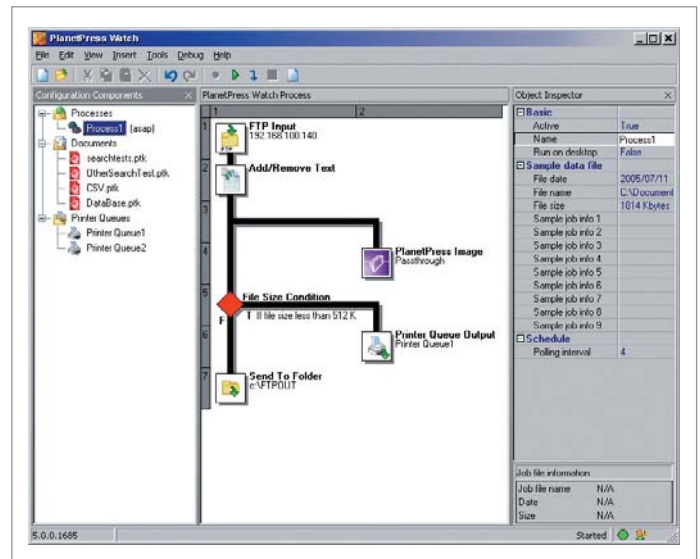 PlanetPress Watch
File Edit View Insert Tools Debug Help
Configuration Components
Processes
Process1 (asap)
Documents
searchtests.ptk
OtherSearchTest.ptk
CSV.ptk
DataBase.ptk
Printer Queues
Printer Queue1
Printer Queue2
PlanetPress Watch Process
1 2
1
FTP Input
192.168.100.140
2
Add/Remove Text
3
4
PlanetPress Image
Passthrough
5
File Size Condition
F T If file size less than 512 K
6
Printer Queue Output
Printer Queue1
7
Send To Folder
c:\FTPOUT
Object Inspector
Basic
Active True
Name Process1
Run on desktop False
Sample data file
File date 2005/07/11
File name C:\Document
File size 1814 Kbytes
Sample job info 1
Sample job info 2
Sample job info 3
Sample job info 4
Sample job info 5
Sample job info 6
Sample job info 7
Sample job info 8
Sample job info 9
Schedule
Polling interval 4
Job file information
Job file name N/A
Date N/A
Size N/A
5.0.0.1685 Started